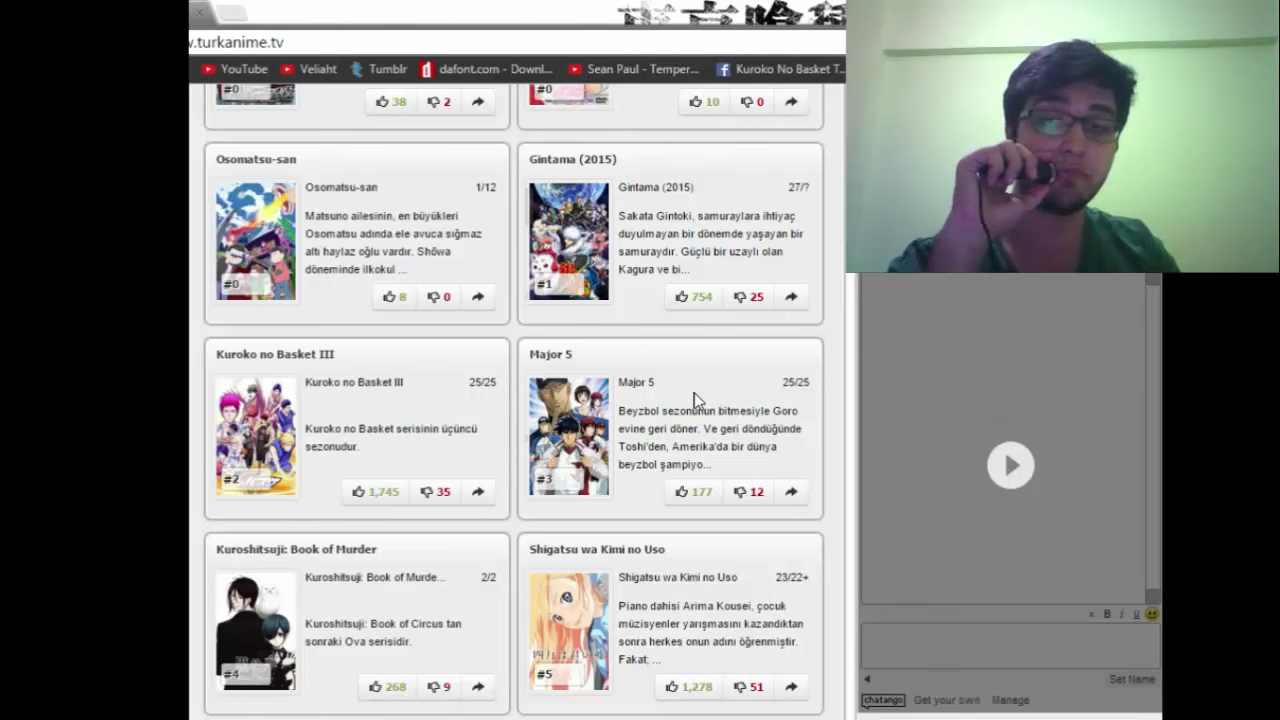 w.turkanime.tv
YouTube Veliaht Tumblr dafont.com - Downl... Sean Paul - Temper... Kuroko No Basket T...
#0 38 2
#0 10 0
Osomatsu-san
Osomatsu-san 1/12
Matsuno ailesinin, en büyükleri
Osomatsu adında ele avuca sığmaz
altı haylaz oğlu vardır. Shōwa
döneminde ilkokul ...
#0
8 0
Gintama (2015)
Gintama (2015) 27/?
Sakata Gintoki, samuraylara ihtiyaç
duyulmayan bir dönemde yaşayan bir
samuraydır. Güçlü bir uzaylı olan
Kagura ve bi...
#1
754 25
Kuroko no Basket III
Kuroko no Basket III 25/25
Kuroko no Basket serisinin üçüncü
sezonudur.
#2
1,745 35
Major 5
Major 5 25/25
Beyzbol sezonunun bitmesiyle Goro
evine geri döner. Ve geri döndüğünde
Toshi'den, Amerika'da bir dünya
beyzbol şampiyo...
#3
177 12
Kuroshitsuji: Book of Murder
Kuroshitsuji: Book of Murde... 2/2
Kuroshitsuji: Book of Circus tan
sonraki Ova serisidir.
#4
268 9
Shigatsu wa Kimi no Uso
Shigatsu wa Kimi no Uso 23/22+
Piano dahisi Arima Kousei, çocuk
müzisyenler yarışmasını kazandıktan
sonra herkes onun adını öğrenmiştir.
Fakat; ...
#5
1,278 51
x B i u
Set Name
chatango Get your own Manage